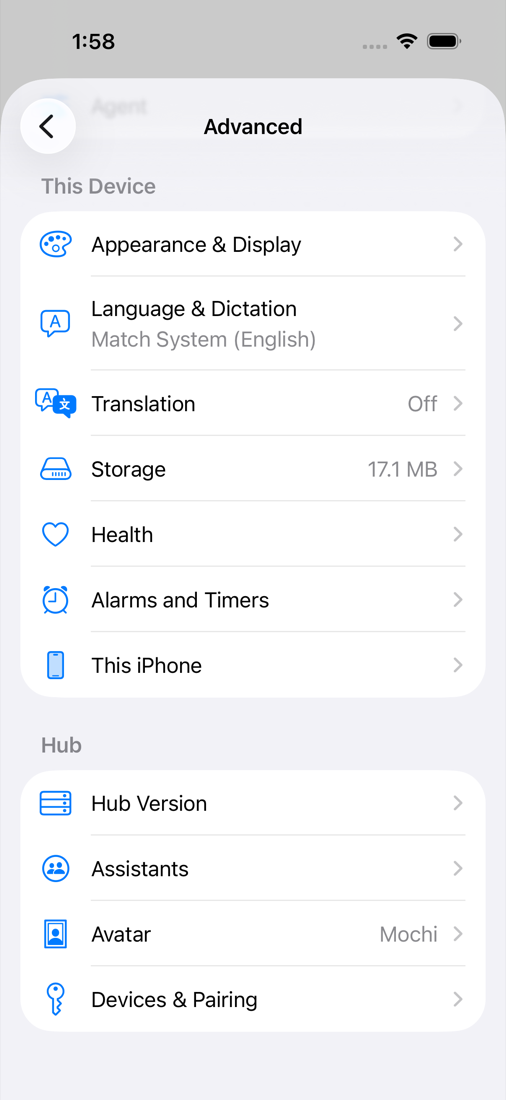 1:58
Agent
Advanced
This Device
Appearance & Display
Language & Dictation
Match System (English)
Translation Off
Storage 17.1 MB
Health
Alarms and Timers
This iPhone
Hub
Hub Version
Assistants
Avatar Mochi
Devices & Pairing